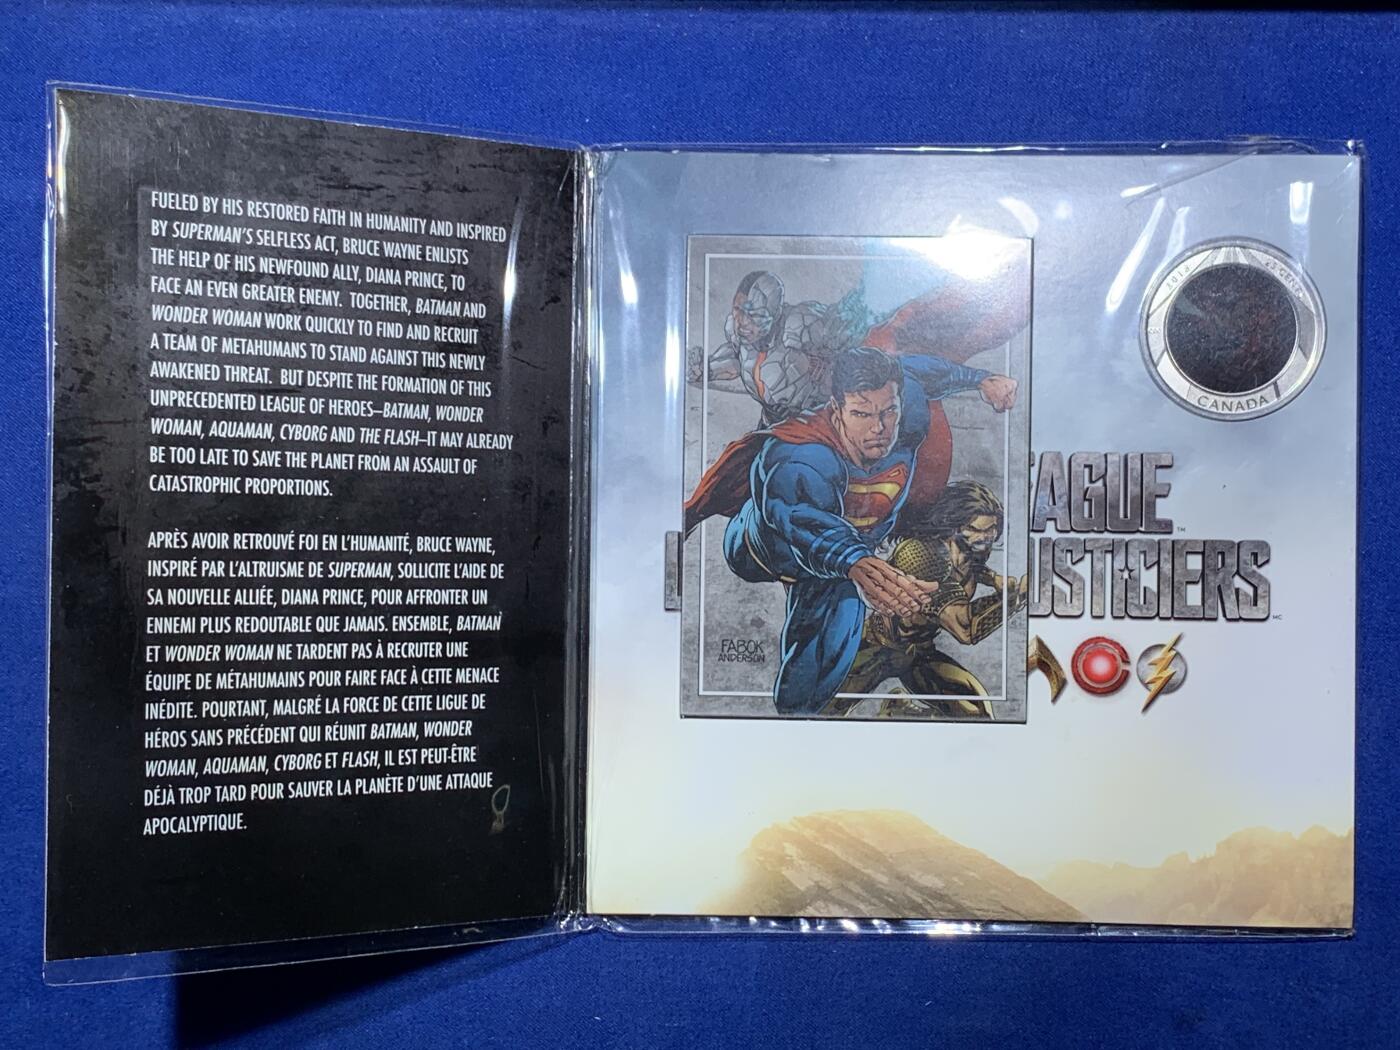 FUELED BY HIS RESTORED FAITH IN HUMANITY AND INSPIRED
BY SUPERMAN'S SELFLESS ACT, BRUCE WAYNE ENLISTS
THE HELP OF HIS NEWFOUND ALLY, DIANA PRINCE, TO
FACE AN EVEN GREATER ENEMY. TOGETHER, BATMAN AND
WONDER WOMAN WORK QUICKLY TO FIND AND RECRUIT
A TEAM OF METAHUMANS TO STAND AGAINST THIS NEWLY
AWAKENED THREAT. BUT DESPITE THE FORMATION OF THIS
UNPRECEDENTED LEAGUE OF HEROES–BATMAN, WONDER
WOMAN, AQUAMAN, CYBORG AND THE FLASH–IT MAY ALREADY
BE TOO LATE TO SAVE THE PLANET FROM AN ASSAULT OF
CATASTROPHIC PROPORTIONS.
APRÈS AVOIR RETROUVÉ FOI EN L'HUMANITÉ, BRUCE WAYNE,
INSPIRÉ PAR L'ALTRUISME DE SUPERMAN, SOLLICITE L'AIDE DE
SA NOUVELLE ALLIÉE, DIANA PRINCE, POUR AFFRONTER UN
ENNEMI PLUS REDOUTABLE QUE JAMAIS. ENSEMBLE, BATMAN
ET WONDER WOMAN NE TARDENT PAS À RECRUTER UNE
ÉQUIPE DE MÉTAHUMAINS POUR FAIRE FACE À CETTE MENACE
INÉDITE. POURTANT, MALGRÉ LA FORCE DE CETTE LIGUE DE
HÉROS SANS PRÉCÉDENT QUI RÉUNIT BATMAN, WONDER
WOMAN, AQUAMAN, CYBORG ET FLASH, IL EST PEUT-ÊTRE
DÉJÀ TROP TARD POUR SAUVER LA PLANÈTE D'UNE ATTAQUE
APOCALYPTIQUE.
FABOK
ANDERSON
2018
25 CENTS
CANADA
EAGUE™
L USTICIERS MC